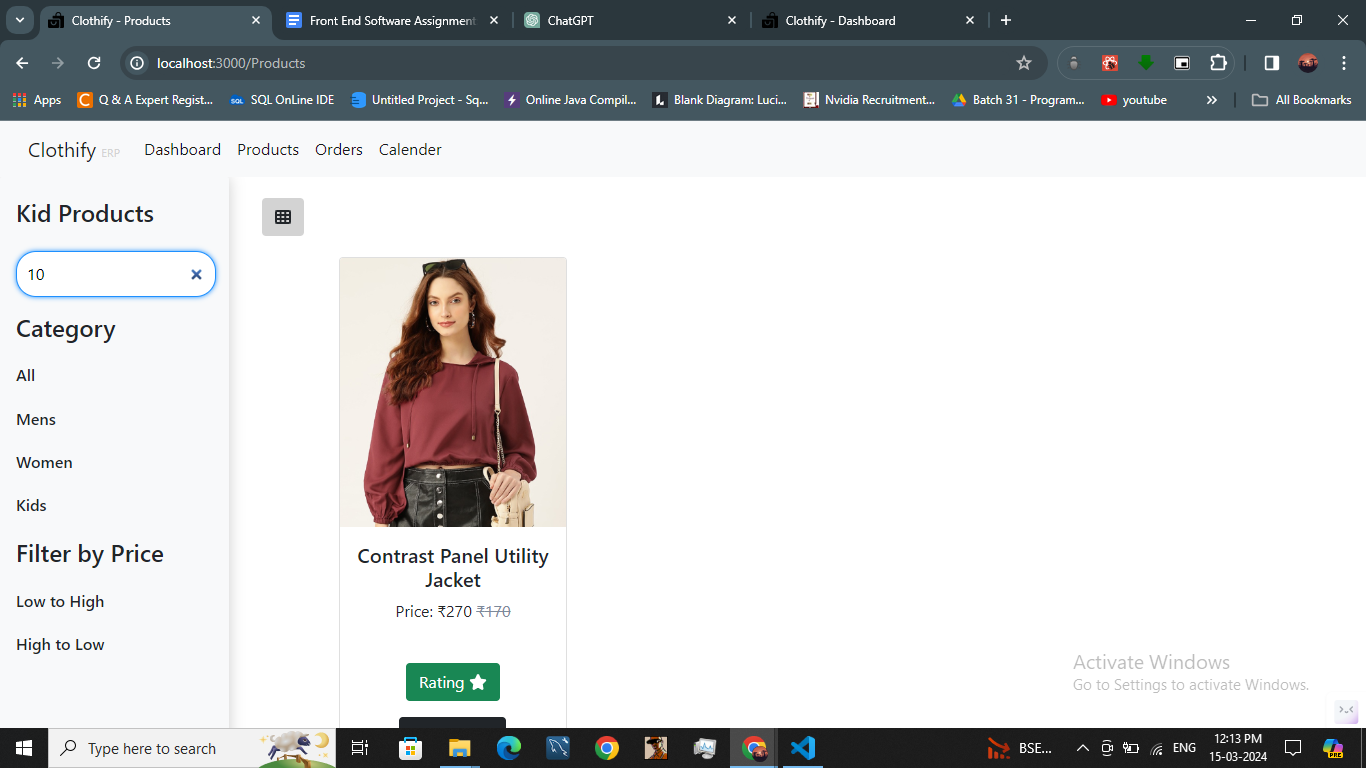 Clothify - Products
Front End Software Assignment
ChatGPT
Clothify - Dashboard
localhost:3000/Products
Apps
Q & A Expert Regist...
SQL OnLine IDE
Untitled Project - Sq...
Online Java Compil...
Blank Diagram: Luci...
Nvidia Recruitment...
Batch 31 - Program...
youtube
All Bookmarks
Clothify ERP
Dashboard
Products
Orders
Calender
Kid Products
10
Category
All
Mens
Women
Kids
Filter by Price
Low to High
High to Low
Contrast Panel Utility
Jacket
Price: ₹270 ₹170
Rating
Activate Windows
Go to Settings to activate Windows.
Type here to search
BSE...
ENG
12:13 PM
15-03-2024